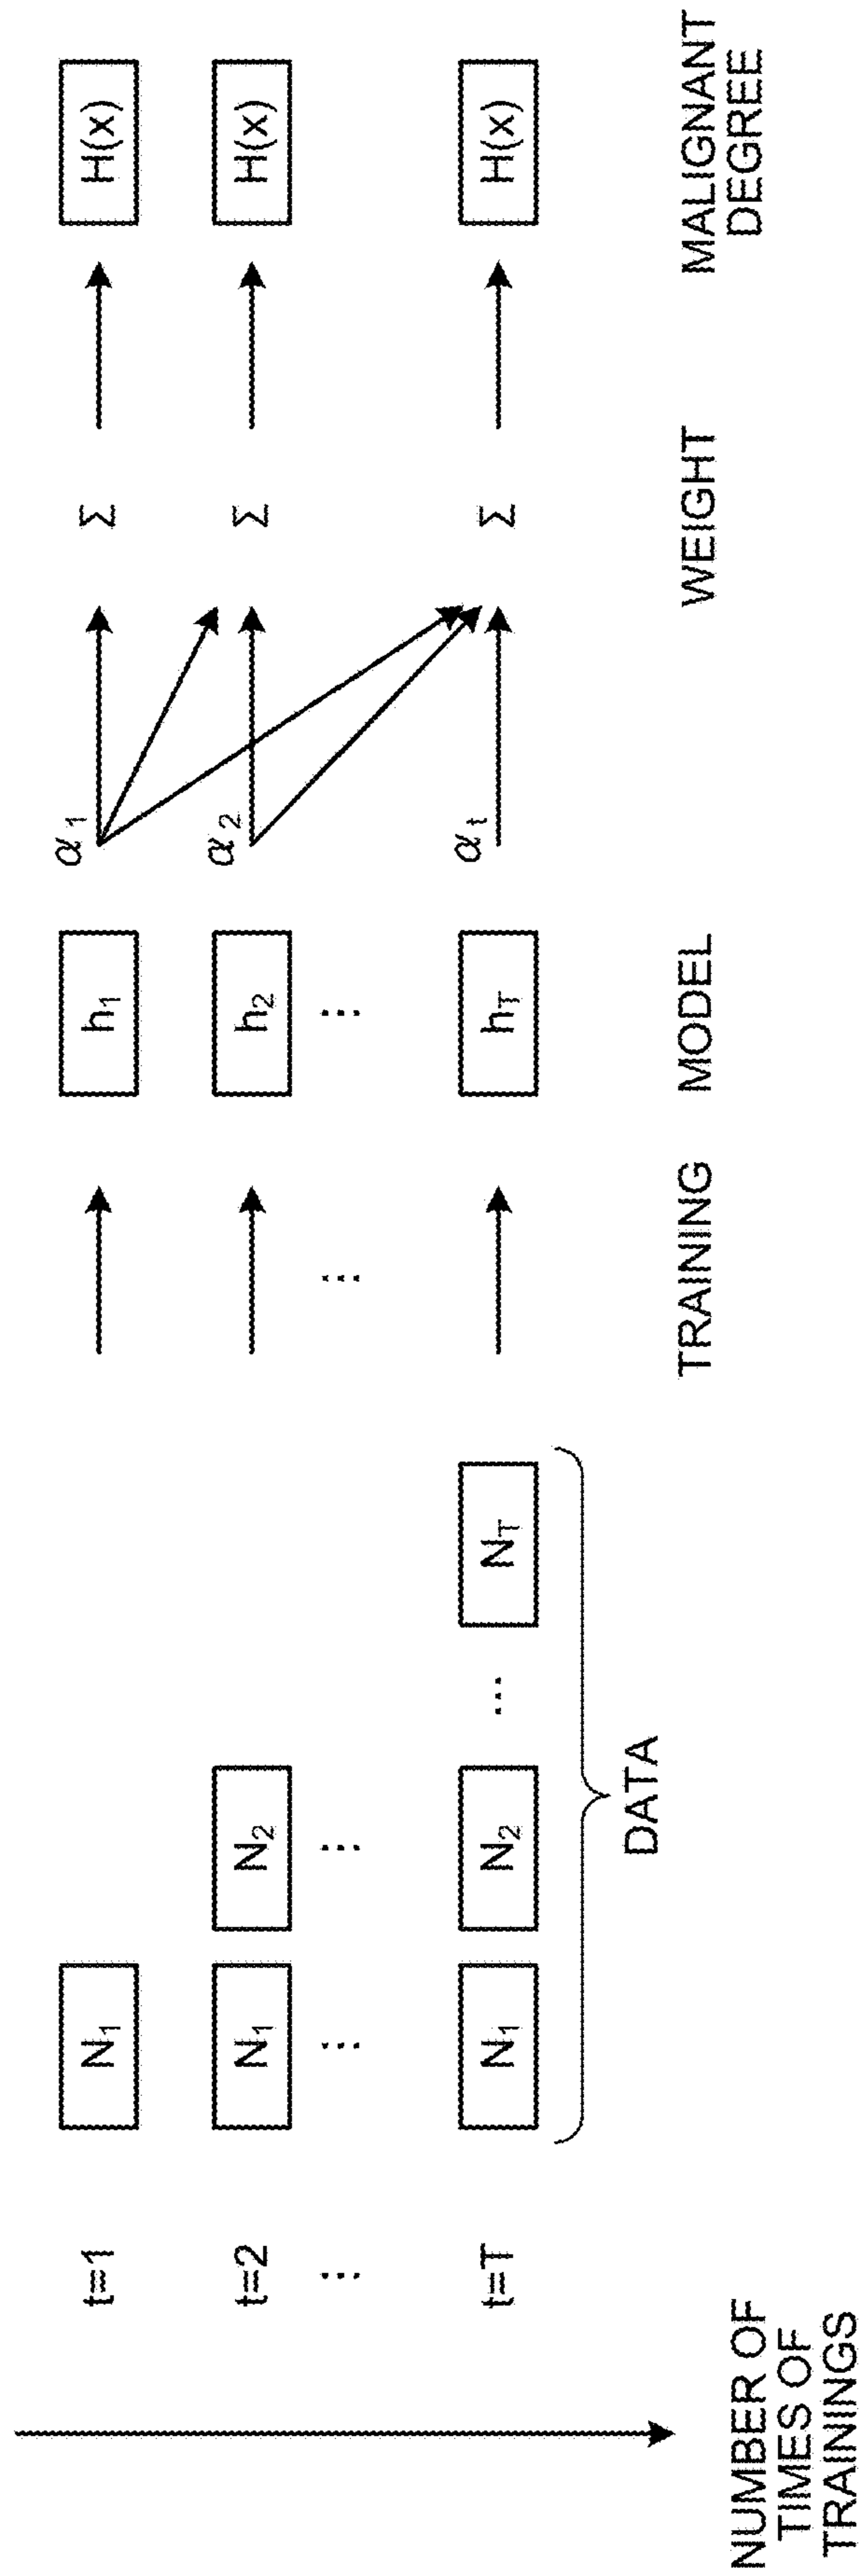 t=1
N1
h1
α1
Σ
H(x)
t=2
N1
N2
h2
α2
Σ
H(x)
...
...
...
...
...
t=T
N1
N2
...
NT
hT
αt
Σ
H(x)
DATA
TRAINING
MODEL
WEIGHT
MALIGNANT
DEGREE
NUMBER OF
TIMES OF
TRAININGS